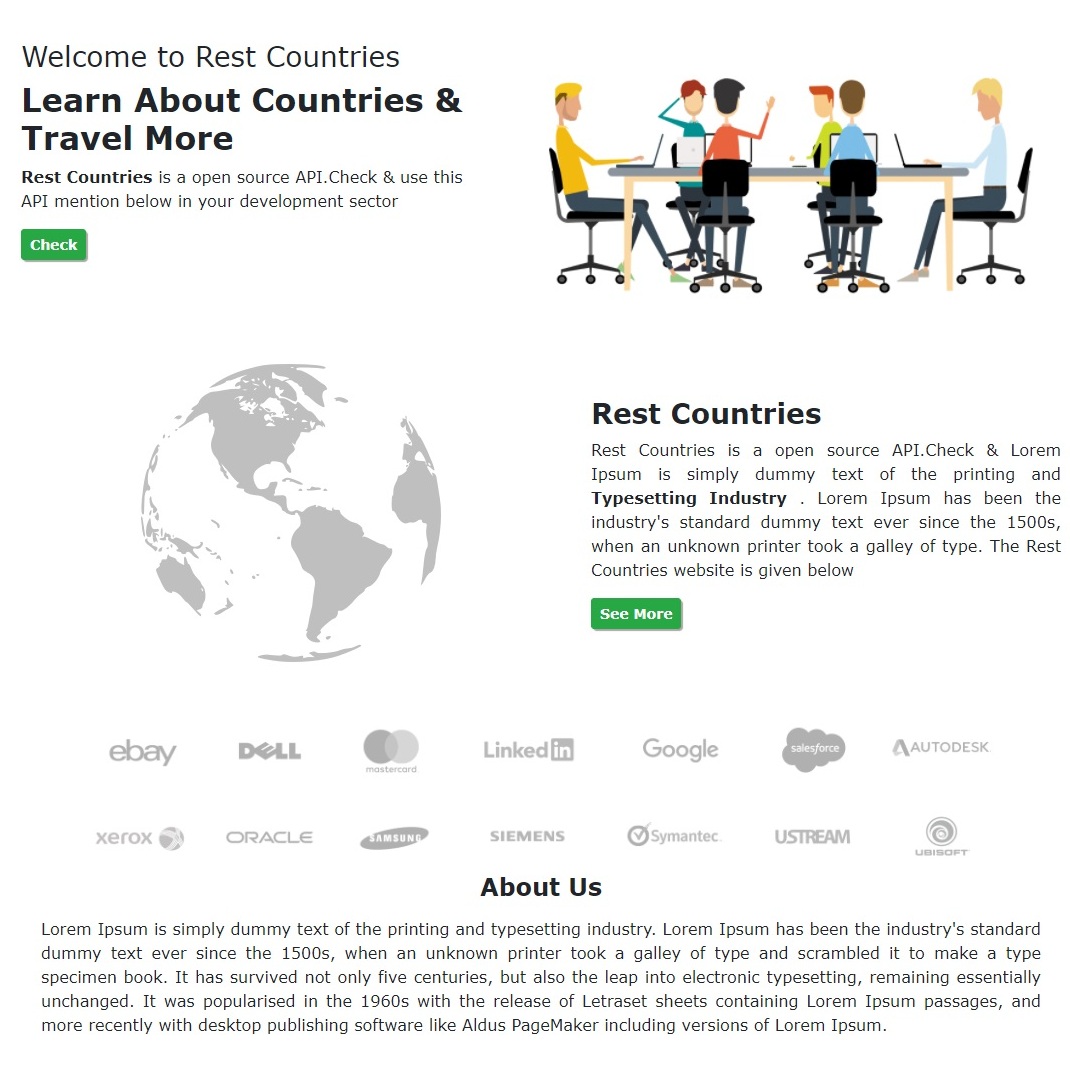 Welcome to Rest Countries
Learn About Countries &
Travel More
Rest Countries is a open source API.Check & use this
API mention below in your development sector
Check
Rest Countries
Rest Countries is a open source API.Check & Lorem
Ipsum is simply dummy text of the printing and
Typesetting Industry . Lorem Ipsum has been the
industry's standard dummy text ever since the 1500s,
when an unknown printer took a galley of type. The Rest
Countries website is given below
See More
ebay DELL mastercard Linked in Google salesforce AUTODESK
xerox ORACLE SAMSUNG SIEMENS Symantec. USTREAM UBISOFT
About Us
Lorem Ipsum is simply dummy text of the printing and typesetting industry. Lorem Ipsum has been the industry's standard
dummy text ever since the 1500s, when an unknown printer took a galley of type and scrambled it to make a type
specimen book. It has survived not only five centuries, but also the leap into electronic typesetting, remaining essentially
unchanged. It was popularised in the 1960s with the release of Letraset sheets containing Lorem Ipsum passages, and
more recently with desktop publishing software like Aldus PageMaker including versions of Lorem Ipsum.